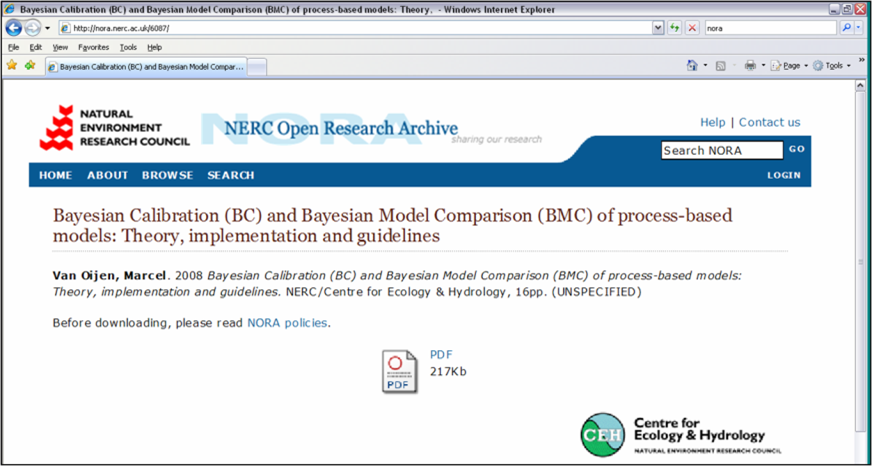 Bayesian Calibration (BC) and Bayesian Model Comparison (BMC) of process-based models: Theory, - Windows Internet Explorer
http://nora.nerc.ac.uk/6087/
nora
File Edit View Favorites Tools Help
Bayesian Calibration (BC) and Bayesian Model Compar...
Page Tools
NATURAL
ENVIRONMENT
RESEARCH COUNCIL
NORA
NERC Open Research Archive
sharing our research
Help | Contact us
Search NORA GO
HOME ABOUT BROWSE SEARCH LOGIN
Bayesian Calibration (BC) and Bayesian Model Comparison (BMC) of process-based
models: Theory, implementation and guidelines
Van Oijen, Marcel. 2008 Bayesian Calibration (BC) and Bayesian Model Comparison (BMC) of process-based models:
Theory, implementation and guidelines. NERC/Centre for Ecology & Hydrology, 16pp. (UNSPECIFIED)
Before downloading, please read NORA policies.
PDF
PDF
217Kb
CEH
Centre for
Ecology & Hydrology
NATURAL ENVIRONMENT RESEARCH COUNCIL